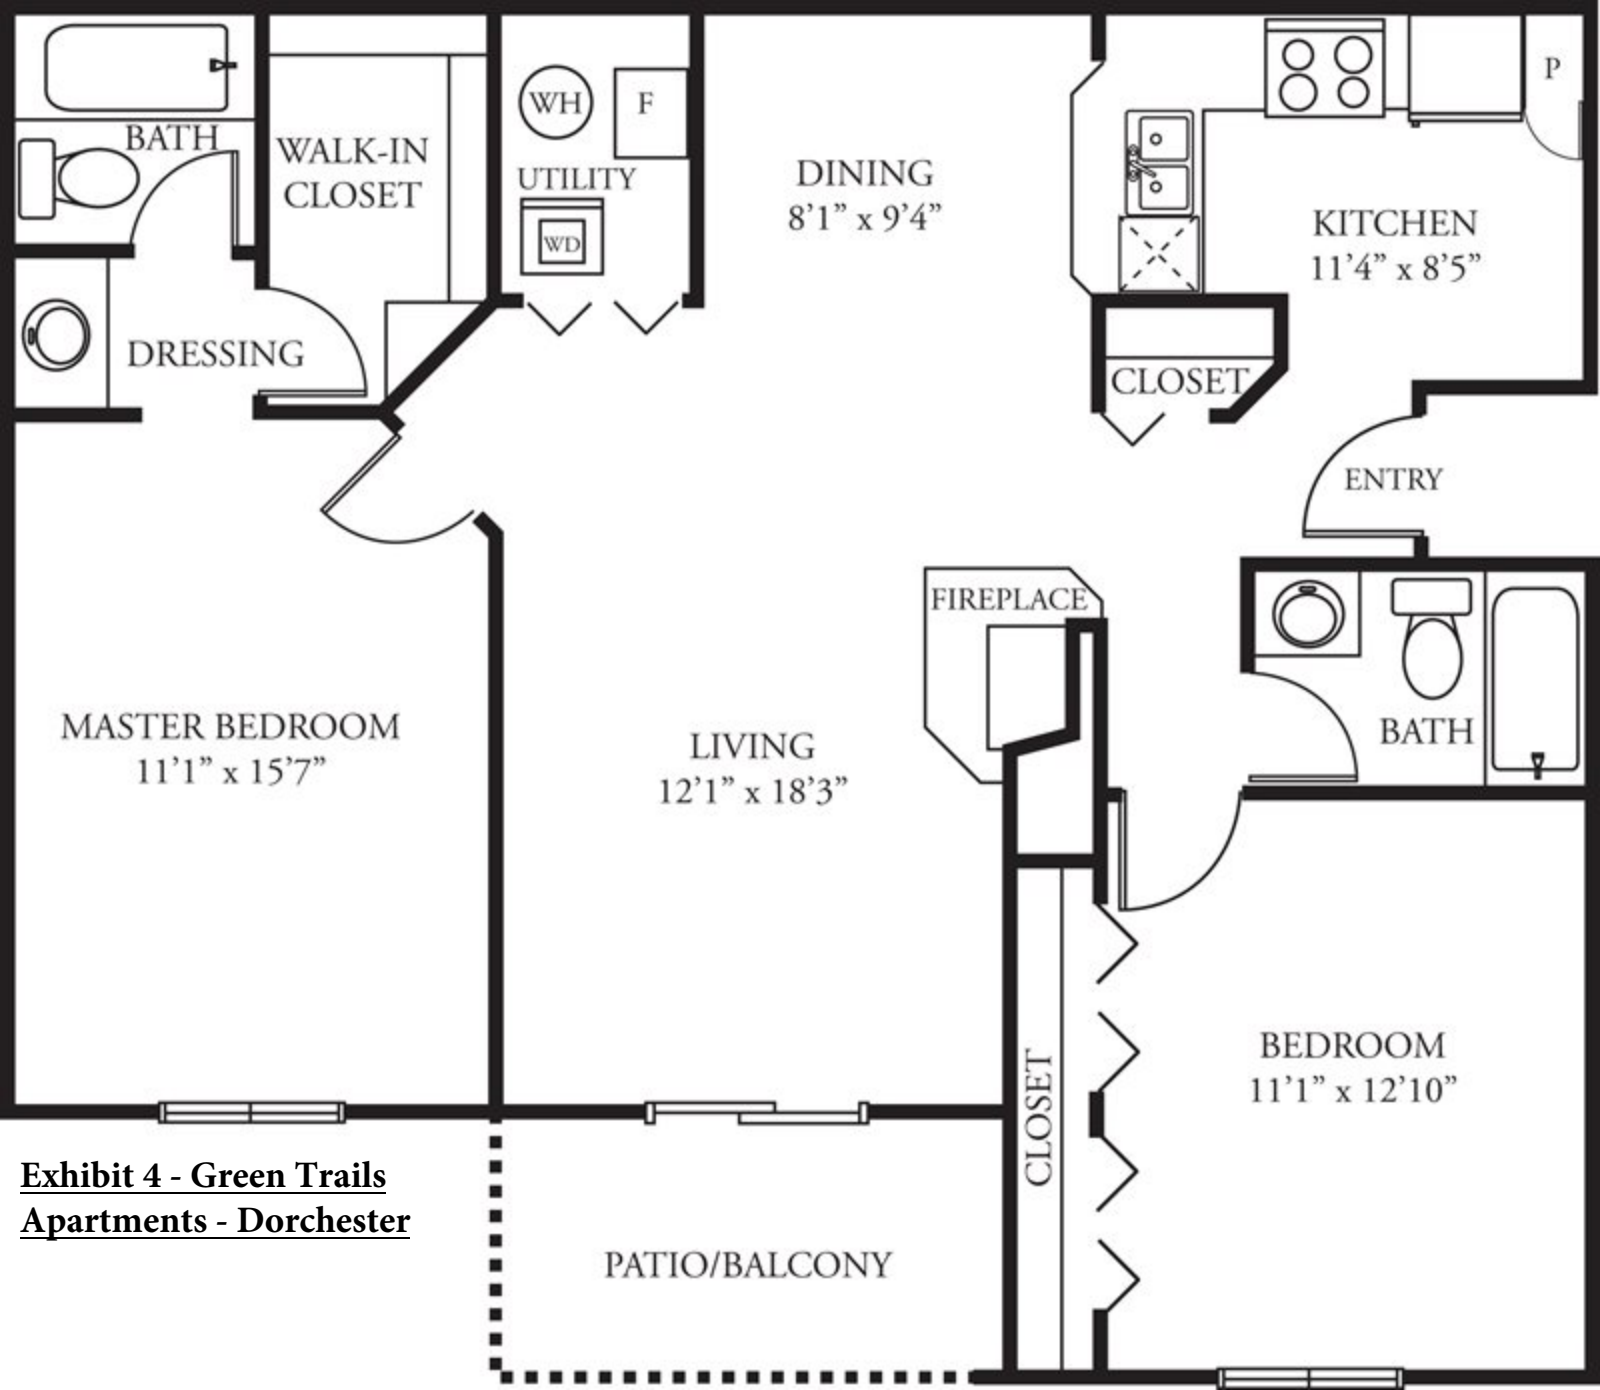 BATH
WALK-IN
CLOSET
WH
F
UTILITY
WD
DINING
8’1” x 9’4”
P
KITCHEN
11’4” x 8’5”
DRESSING
CLOSET
ENTRY
FIREPLACE
MASTER BEDROOM
11’1” x 15’7”
LIVING
12’1” x 18’3”
BATH
BEDROOM
11’1” x 12’10”
CLOSET
Exhibit 4 - Green Trails
Apartments - Dorchester
PATIO/BALCONY